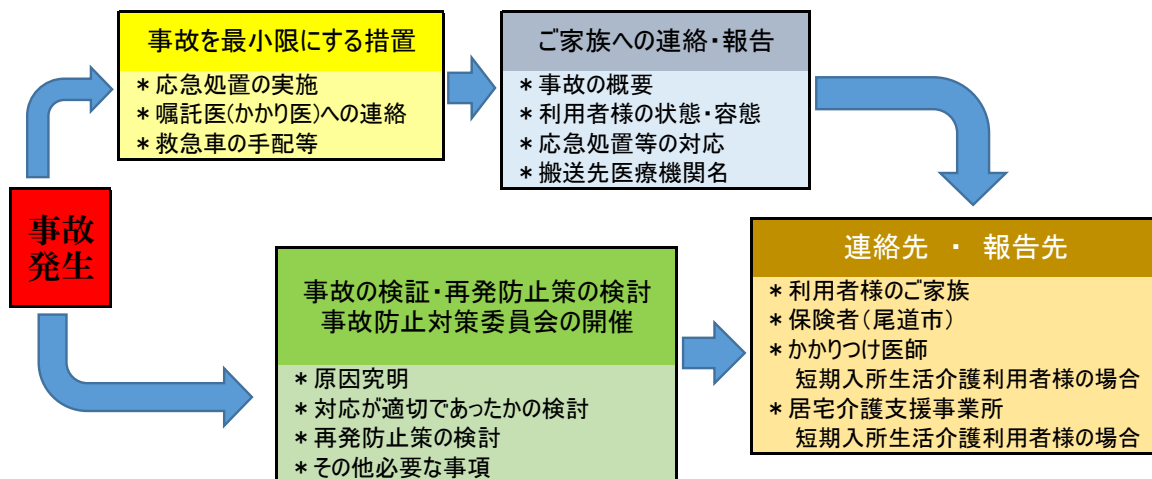 事故
発生
事故を最小限にする措置
＊応急処置の実施
＊嘱託医(かかり医)への連絡
＊救急車の手配等
ご家族への連絡・報告
＊事故の概要
＊利用者様の状態・容態
＊応急処置等の対応
＊搬送先医療機関名
事故の検証・再発防止策の検討
事故防止対策委員会の開催
＊原因究明
＊対応が適切であったかの検討
＊再発防止策の検討
＊その他必要な事項
連絡先 ・ 報告先
＊利用者様のご家族
＊保険者（尾道市）
＊かかりつけ医師
短期入所生活介護利用者様の場合
＊居宅介護支援事業所
短期入所生活介護利用者様の場合